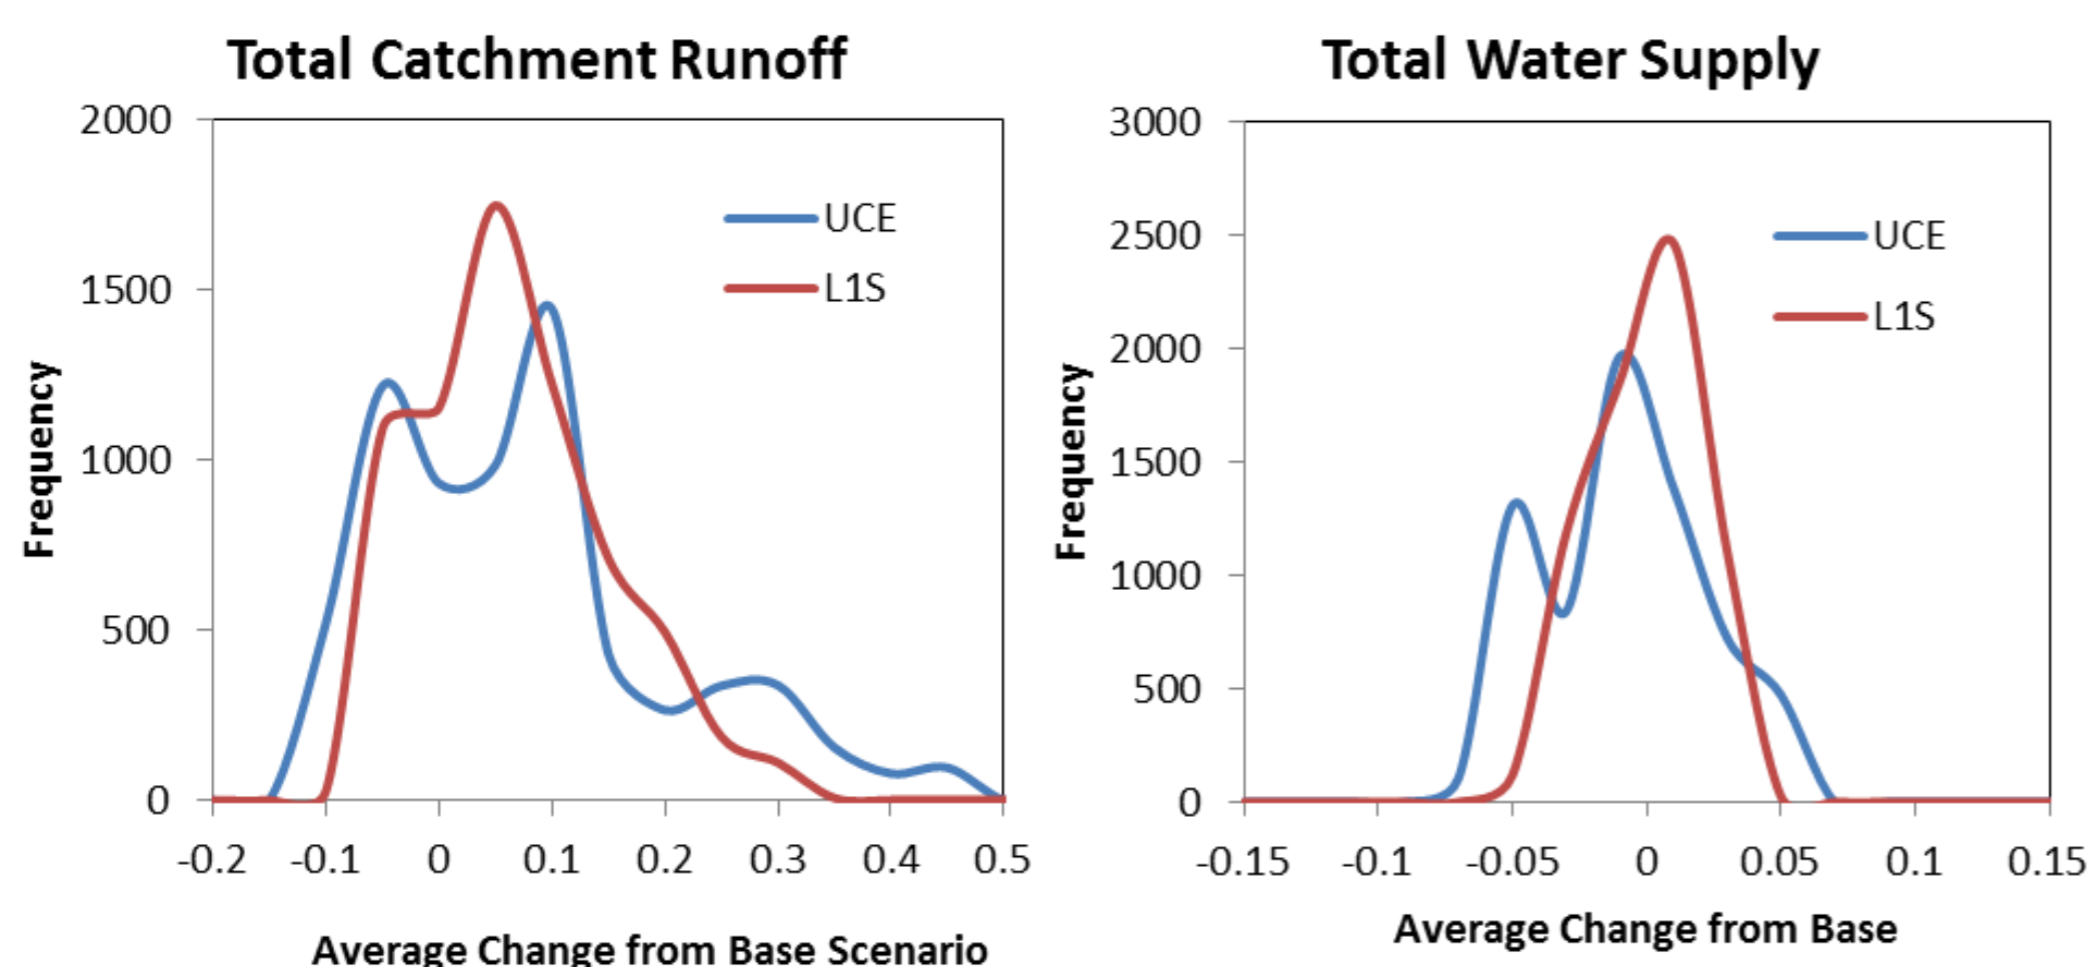 Total Catchment Runoff
2000
1500
1000
500
0
Frequency
UCE
L1S
-0.2 -0.1 0 0.1 0.2 0.3 0.4 0.5
Average Change from Base Scenario
Total Water Supply
3000
2500
2000
1500
1000
500
0
Frequency
UCE
L1S
-0.15 -0.1 -0.05 0 0.05 0.1 0.15
Average Change from Base